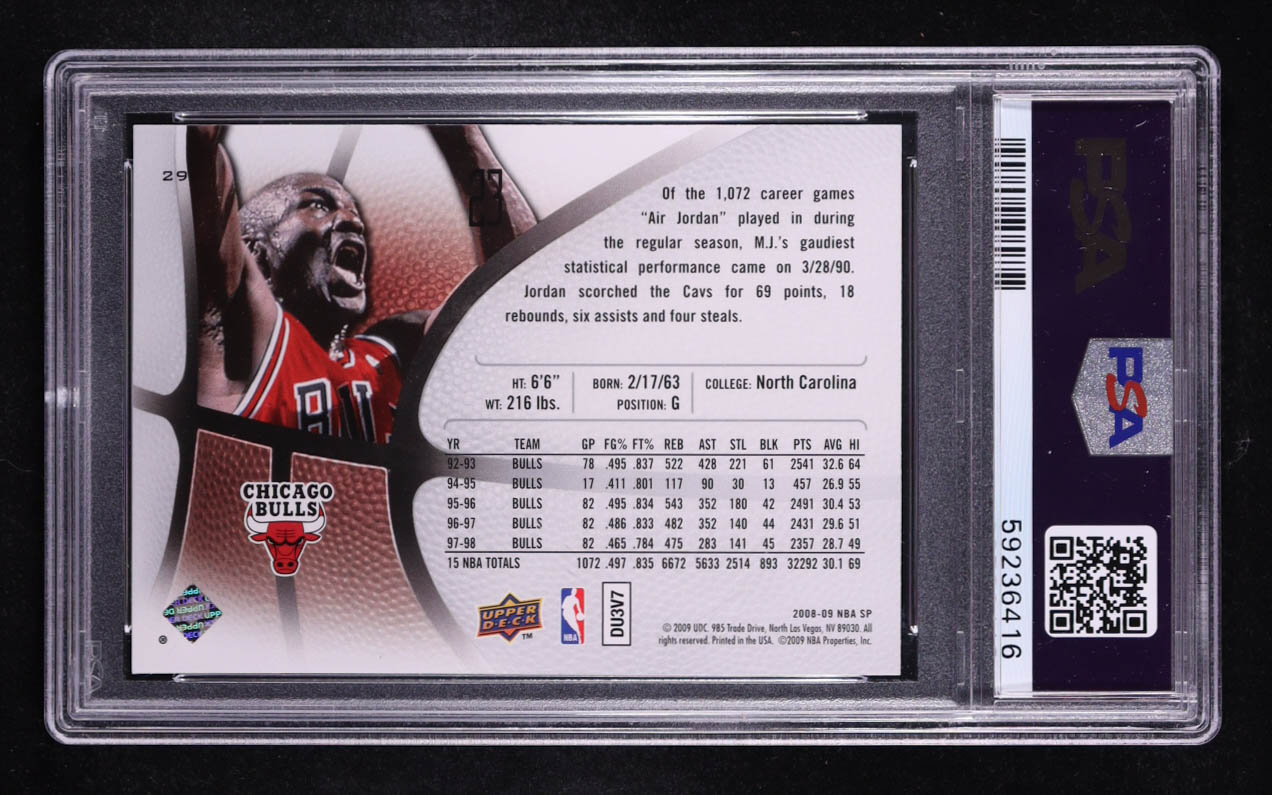 29
23
Of the 1,072 career games
“Air Jordan” played in during
the regular season, M.J.'s gaudiest
statistical performance came on 3/28/90.
Jordan scorched the Cavs for 69 points, 18
rebounds, six assists and four steals.
HT: 6'6” BORN: 2/17/63 COLLEGE: North Carolina
WT: 216 lbs. POSITION: G
YR TEAM GP FG% FT% REB AST STL BLK PTS AVG HI
92-93 BULLS 78 .495 .837 522 428 221 61 2541 32.6 64
94-95 BULLS 17 .411 .801 117 90 30 13 457 26.9 55
95-96 BULLS 82 .495 .834 543 352 180 42 2491 30.4 53
96-97 BULLS 82 .486 .833 482 352 140 44 2431 29.6 51
97-98 BULLS 82 .465 .784 475 283 141 45 2357 28.7 49
15 NBA TOTALS 1072 .497 .835 6672 5633 2514 893 32292 30.1 69
BUL
CHICAGO
BULLS
UPPER
DECK
®
UPPER
D·E·C·K
TM
NBA
DU3V7
2008-09 NBA SP
© 2009 UDC. 985 Trade Drive, North Las Vegas, NV 89030. All
rights reserved. Printed in the USA. ©2009 NBA Properties, Inc.
59236416
PSA
PSA